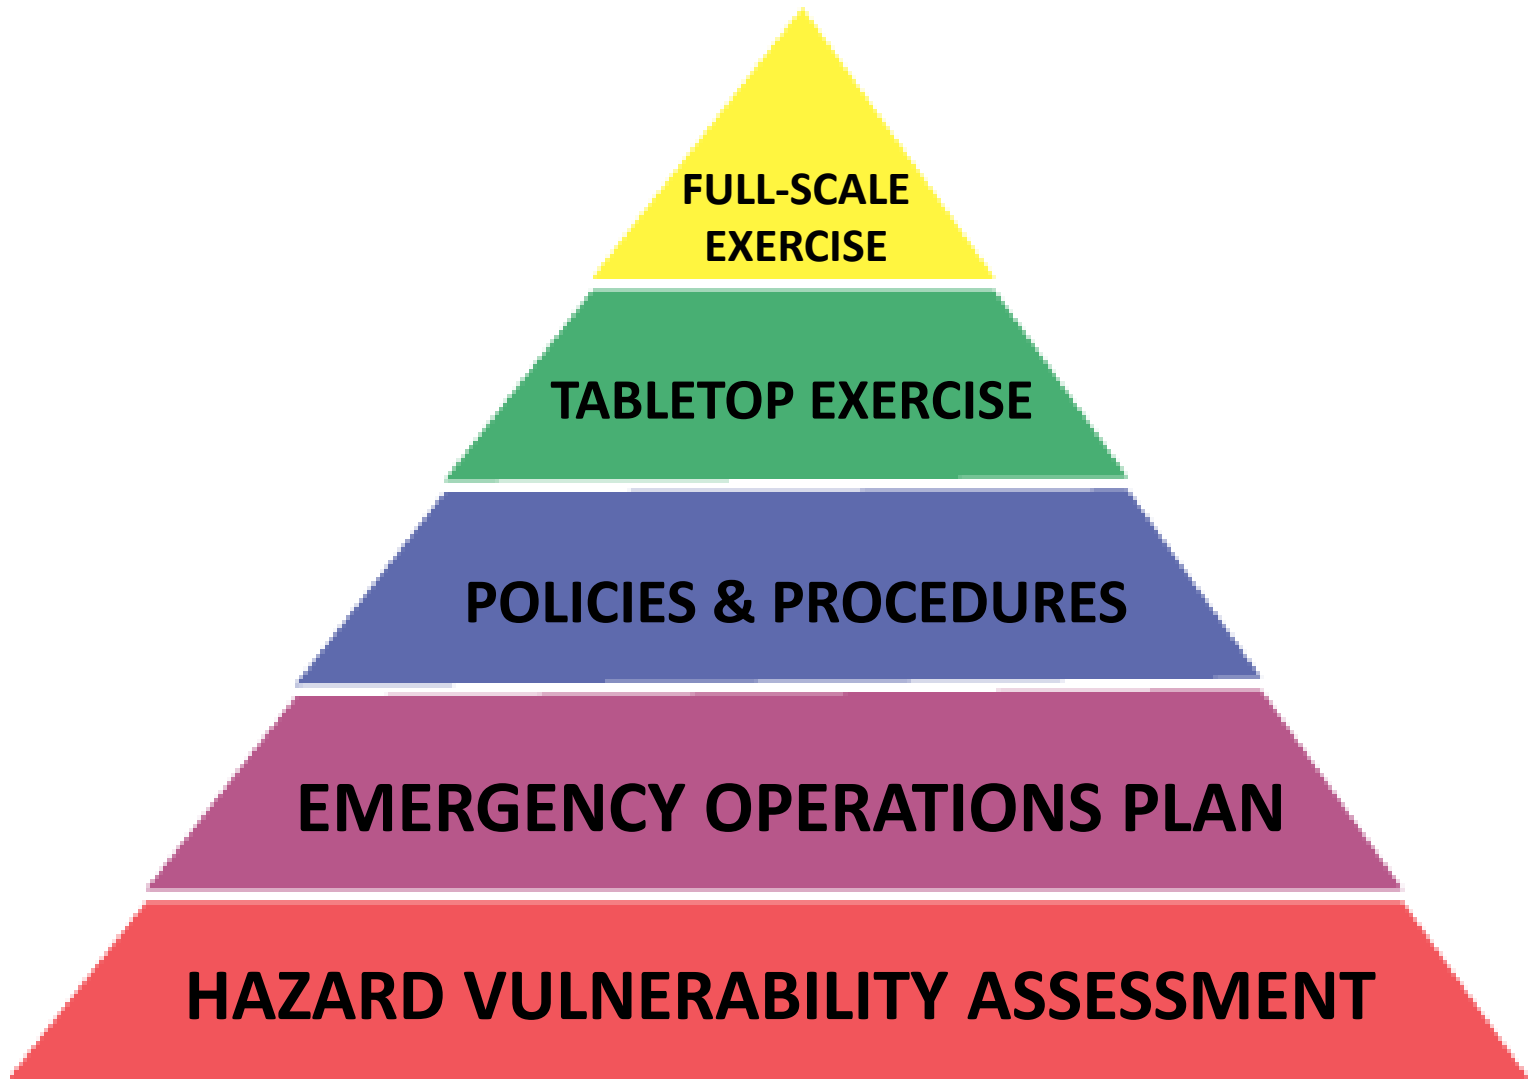 FULL-SCALE
EXERCISE
TABLETOP EXERCISE
POLICIES & PROCEDURES
EMERGENCY OPERATIONS PLAN
HAZARD VULNERABILITY ASSESSMENT